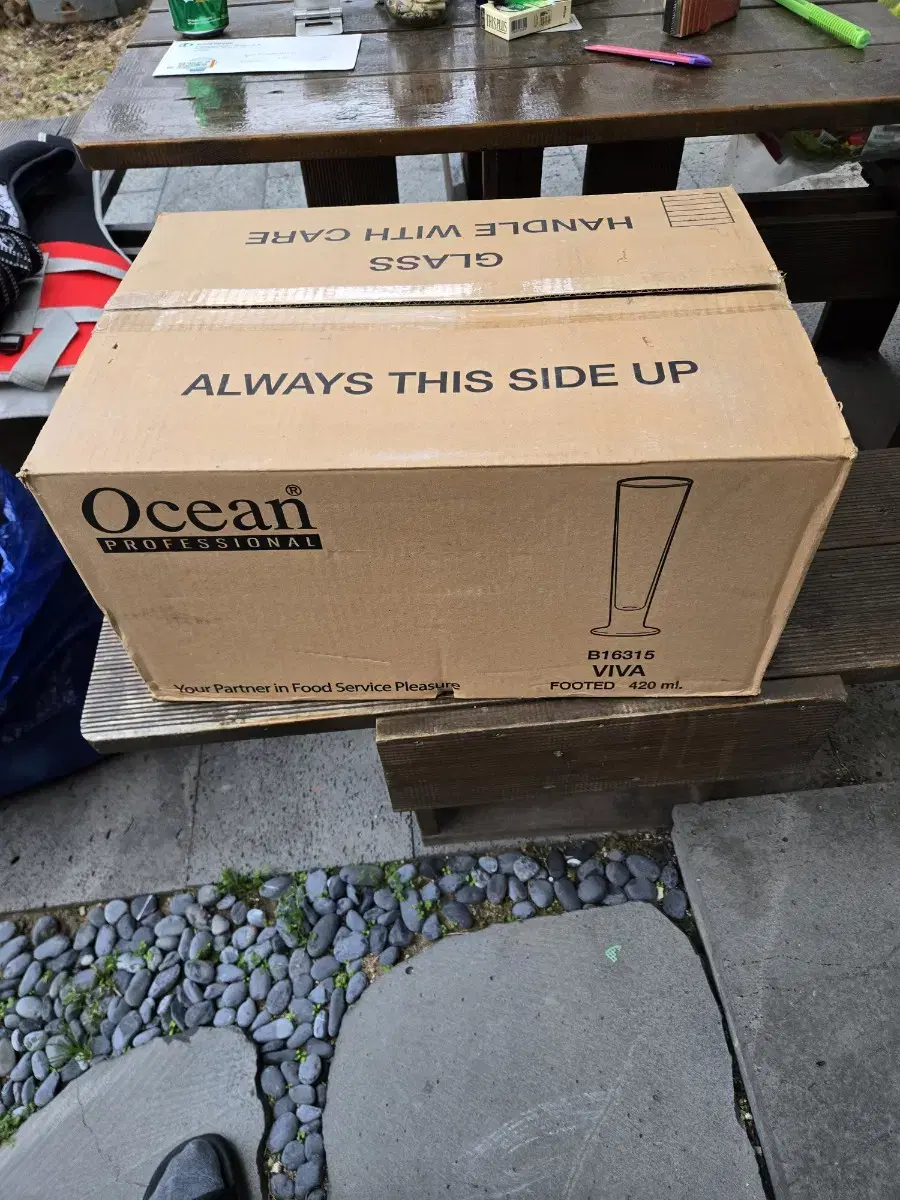 HANDLE WITH CARE
GLASS
ALWAYS THIS SIDE UP
Ocean®
PROFESSIONAL
B16315
VIVA
FOOTED 420 ml.
Your Partner in Food Service Pleasure